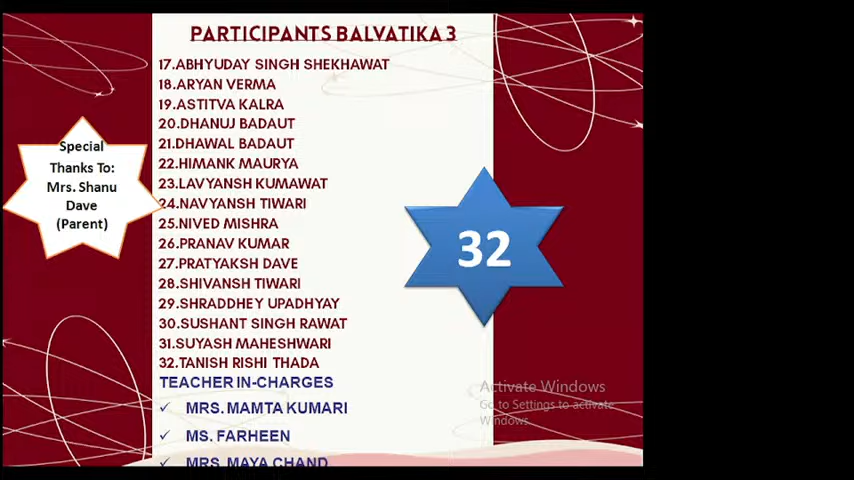 PARTICIPANTS BALVATIKA 3
17.ABHYUDAY SINGH SHEKHAWAT
18.ARYAN VERMA
19.ASTITVA KALRA
20.DHANUJ BADAUT
21.DHAWAL BADAUT
22.HIMANK MAURYA
23.LAVYANSH KUMAWAT
24.NAVYANSH TIWARI
25.NIVED MISHRA
26.PRANAV KUMAR
27.PRATYAKSH DAVE
28.SHIVANSH TIWARI
29.SHRADDHEY UPADHYAY
30.SUSHANT SINGH RAWAT
31.SUYASH MAHESHWARI
32.TANISH RISHI THADA
TEACHER IN-CHARGES
✓ MRS. MAMTA KUMARI
✓ MS. FARHEEN
✓ MRS. MAYA CHAND
Special
Thanks To:
Mrs. Shanu
Dave
(Parent)
32
Activate Windows
Go to Settings to activate
Windows.